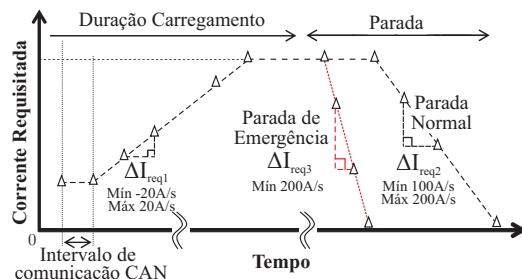 Duração Carregamento
Parada
Corrente Requisitada
Parada de
Emergência
ΔIreq3
Mín 200A/s
Parada
Normal
ΔIreq2
Mín 100A/s
Máx 200A/s
ΔIreq1
Mín -20A/s
Máx 20A/s
0
Intervalo de
comunicação CAN
Tempo